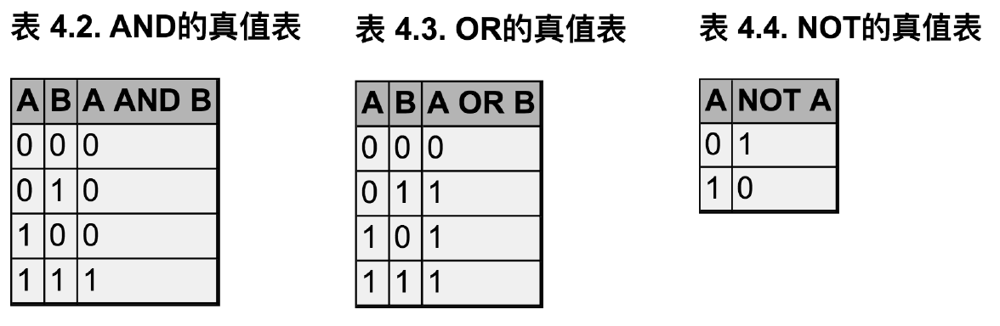 表 4.2. AND的真值表
A B A AND B
0 0 0
0 1 0
1 0 0
1 1 1
表 4.3. OR的真值表
A B A OR B
0 0 0
0 1 1
1 0 1
1 1 1
表 4.4. NOT的真值表
A NOT A
0 1
1 0